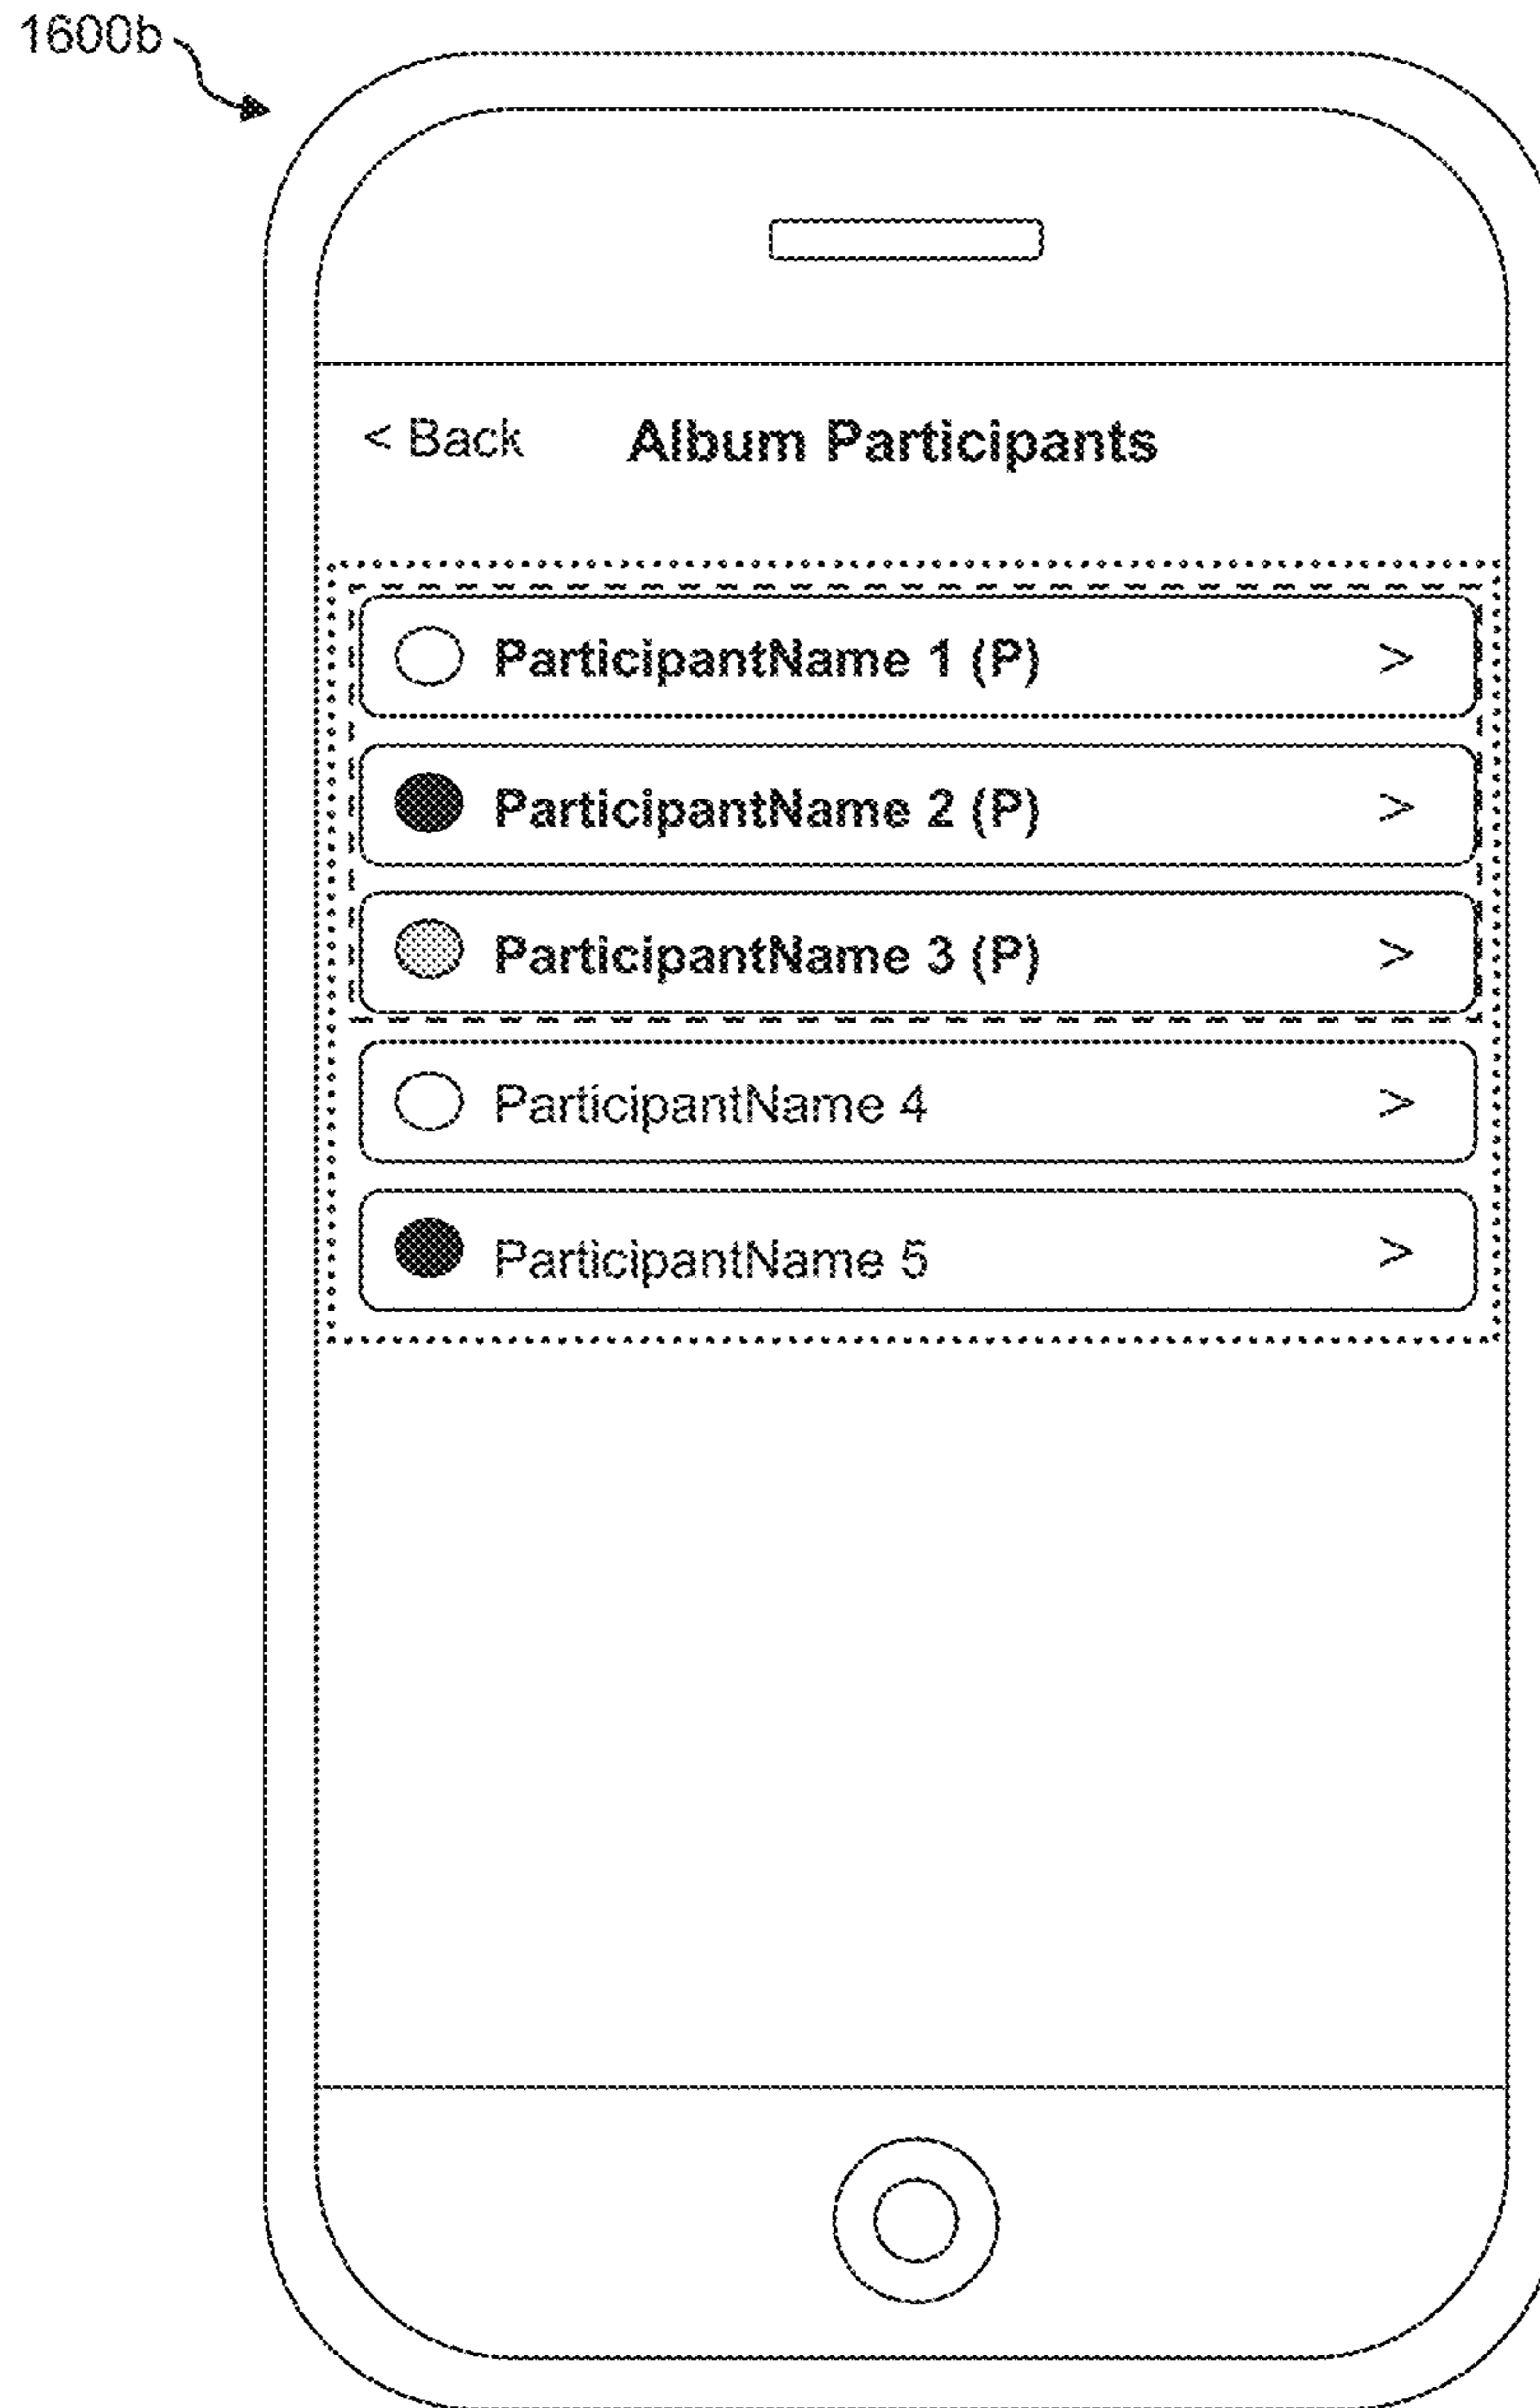 1600b
< Back Album Participants
ParticipantName 1 (P) >
ParticipantName 2 (P) >
ParticipantName 3 (P) >
ParticipantName 4 >
ParticipantName 5 >